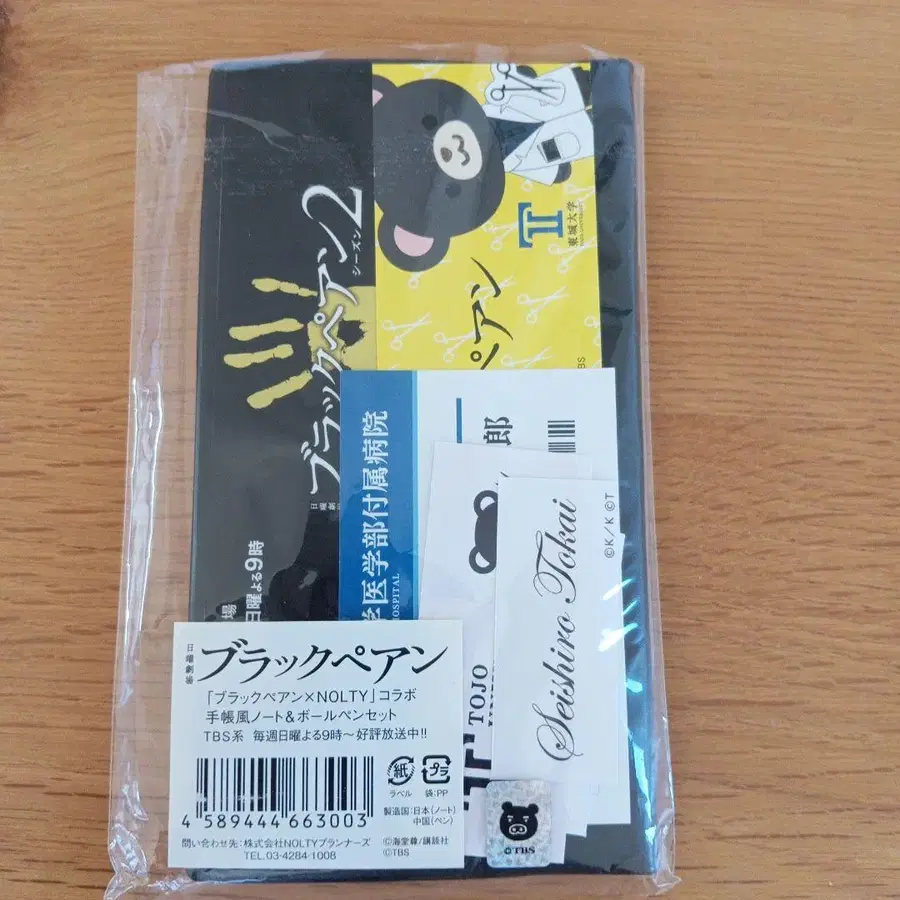 ブラックペアン2
シーズン
日曜劇
場
日曜よる9時
ペアン
東城大学
TBS
学医学部付属病院
HOSPITAL
郎
©K/K ©T
Seishiro Tokai
TOJO
日曜劇場
ブラックペアン
「ブラックペアン×NOLTY」コラボ
手帳風ノート&ボールペンセット
TBS系 毎週日曜よる9時~好評放送中!!
紙
ラベル
プラ
袋:PP
4 589444 663003
製造国:日本(ノート)
中国(ペン)
問い合わせ先:株式会社NOLTYプランナーズ
TEL.03-4284-1008
©海堂尊/講談社
©TBS
©TBS